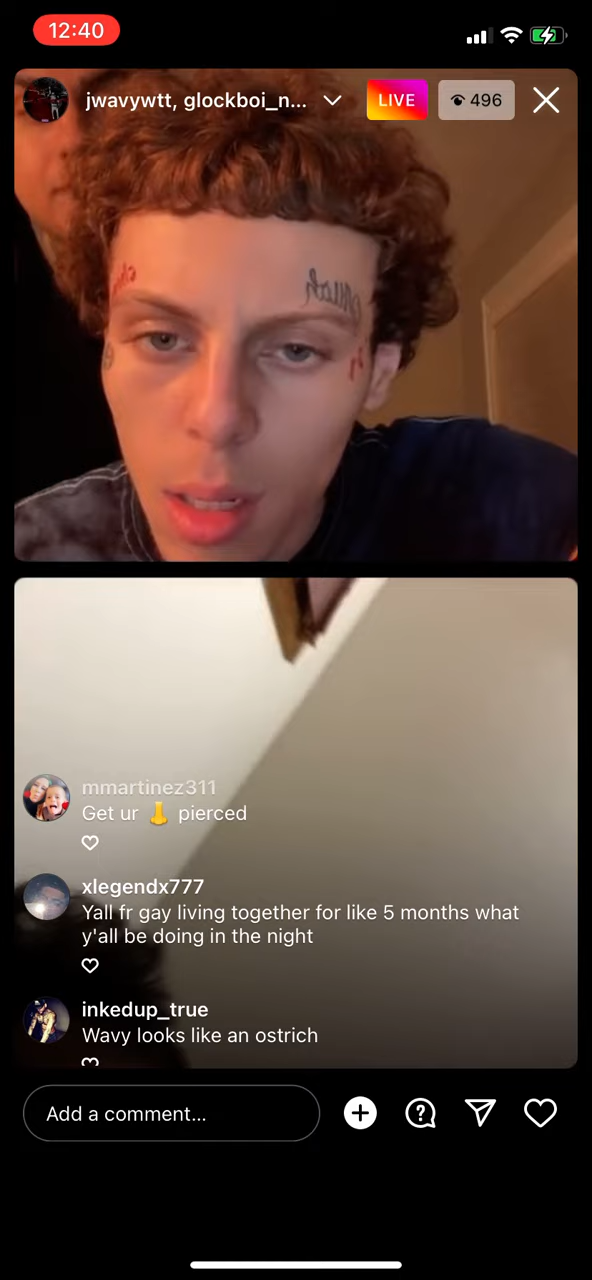 12:40
jwavywtt, glockboi_n...
LIVE
496
mmartinez311
Get ur 👃 pierced
xlegendx777
Yall fr gay living together for like 5 months what
y'all be doing in the night
inkedup_true
Wavy looks like an ostrich
Add a comment...